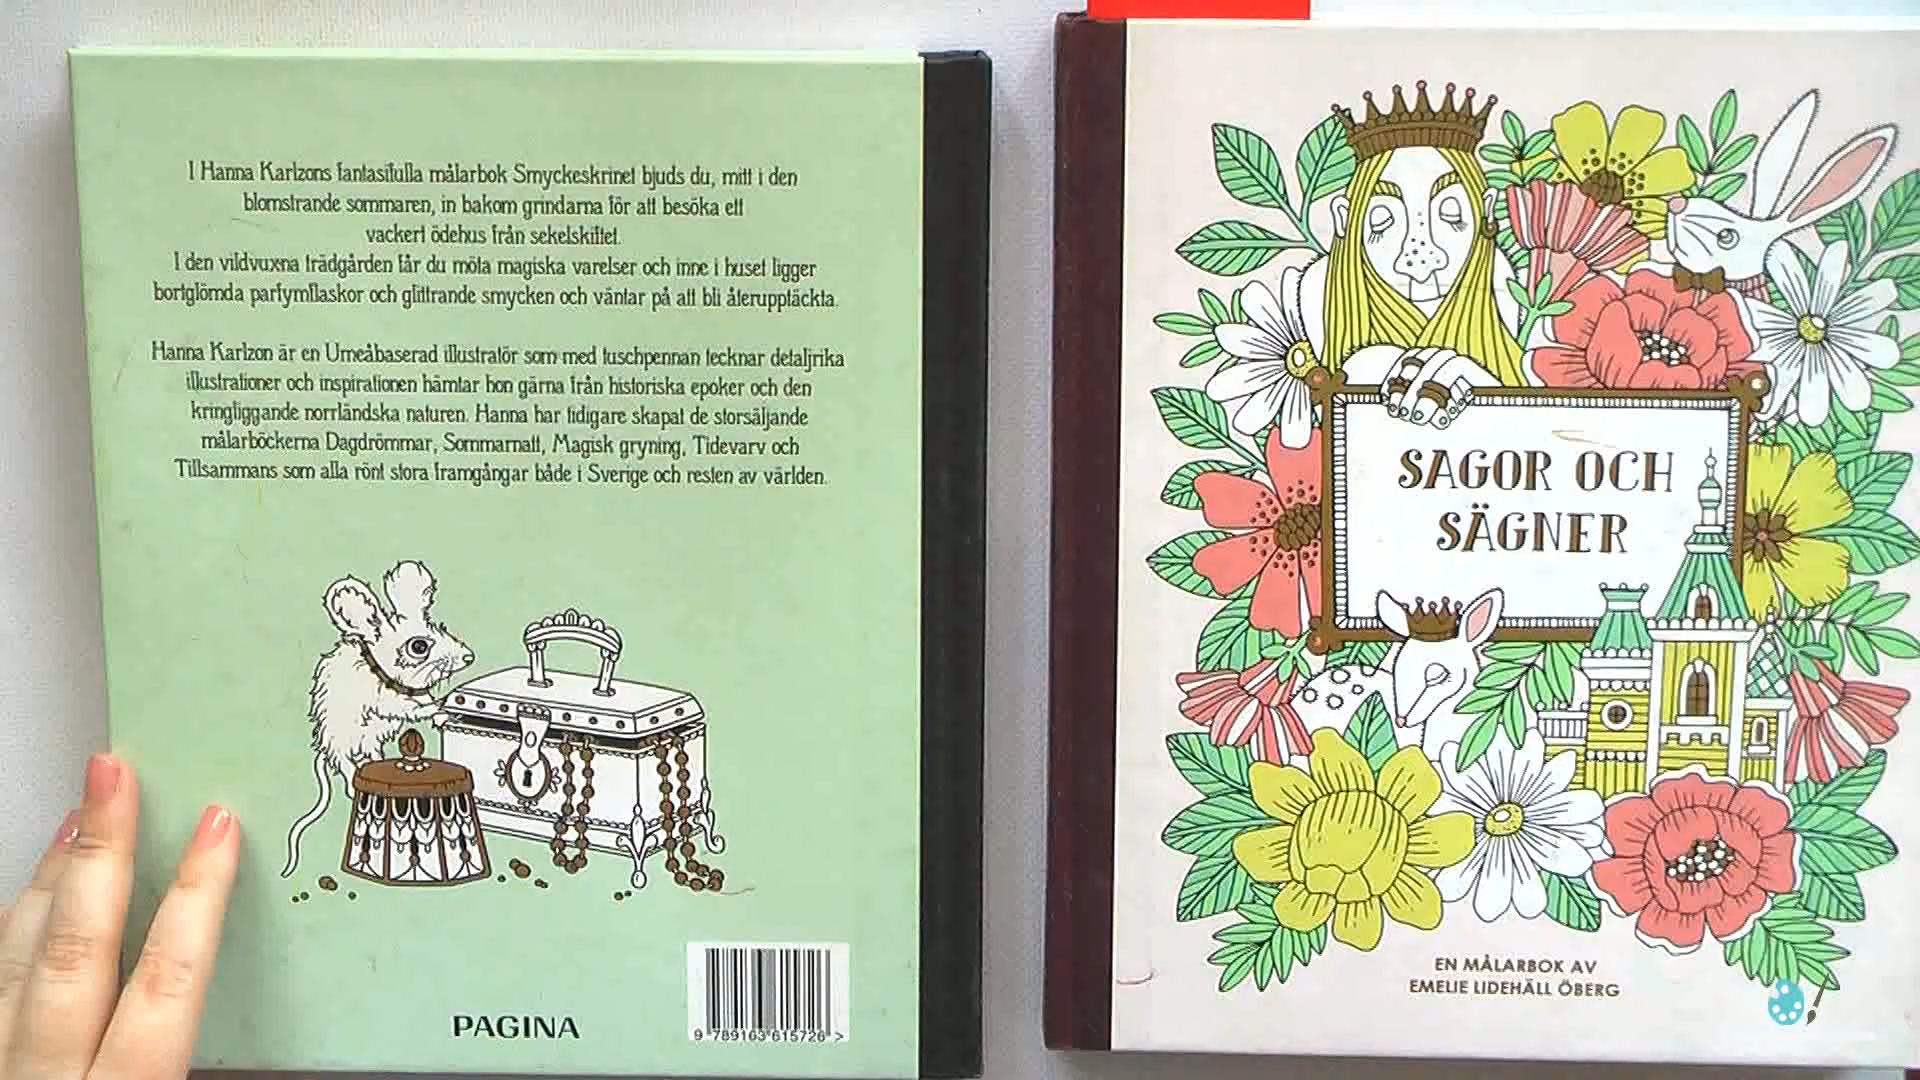 I Hanna Karlzons fantasifulla målarbok Smyckeskrinet bjuds du, mitt i den
blomstrande sommaren, in bakom grindarna för att besöka ett
vackert ödehus från sekelskiftet.
I den vildvuxna trädgården får du möta magiska varelser och inne i huset ligger
bortglömda parfymflaskor och glittrande smycken och väntar på att bli återupptäckta.
Hanna Karlzon är en Umeåbaserad illustratör som med tuschpennan tecknar detaljrika
illustrationer och inspirationen hämtar hon gärna från historiska epoker och den
kringliggande norrländska naturen. Hanna har tidigare skapat de storsäljande
målarböckerna Dagdrömmar, Sommarnatt, Magisk gryning, Tidevarv och
Tillsammans som alla rönt stora framgångar både i Sverige och resten av världen.
PAGINA
9 789163 615726 >
SAGOR OCH
SÄGNER
EN MÅLARBOK AV
EMELIE LIDEHÄLL ÖBERG